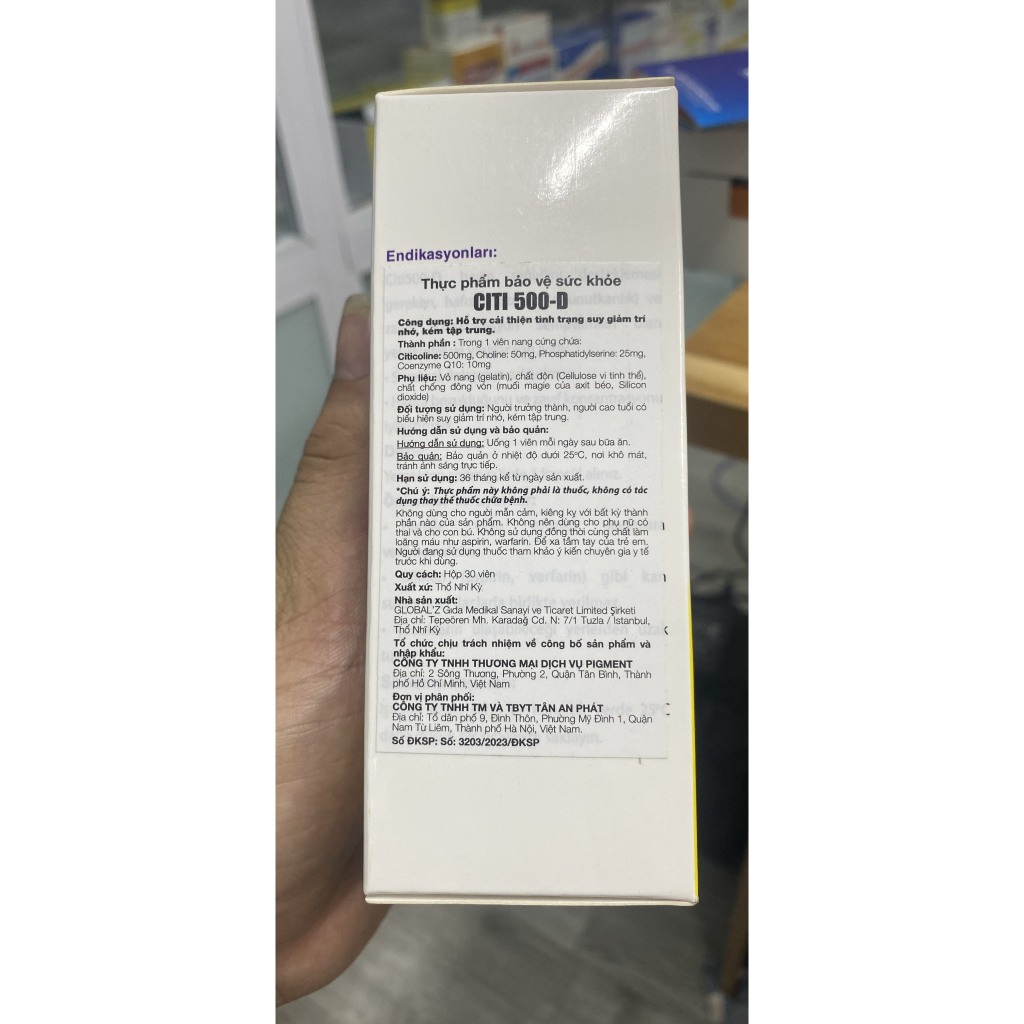 Endikasyonları:
Thực phẩm bảo vệ sức khỏe
CITI 500-D
Công dụng: Hỗ trợ cải thiện tình trạng suy giảm trí
nhớ, kém tập trung.
Thành phần : Trong 1 viên nang cứng chứa:
Citicoline: 500mg, Choline: 50mg, Phosphatidylserine: 25mg,
Coenzyme Q10: 10mg
Phụ liệu: Vỏ nang (gelatin), chất độn (Cellulose vi tinh thể),
chất chống đông vón (muối magie của axit béo, Silicon
dioxide)
Đối tượng sử dụng: Người trưởng thành, người cao tuổi có
biểu hiện suy giảm trí nhớ, kém tập trung.
Hướng dẫn sử dụng và bảo quản:
Hướng dẫn sử dụng: Uống 1 viên mỗi ngày sau bữa ăn.
Bảo quản: Bảo quản ở nhiệt độ dưới 25°C, nơi khô mát,
tránh ánh sáng trực tiếp.
Hạn sử dụng: 36 tháng kể từ ngày sản xuất.
*Chú ý: Thực phẩm này không phải là thuốc, không có tác
dụng thay thế thuốc chữa bệnh.
Không dùng cho người mẫn cảm, kiêng kỵ với bất kỳ thành
phần nào của sản phẩm. Không nên dùng cho phụ nữ có
thai và cho con bú. Không sử dụng đồng thời cùng chất làm
loãng máu như aspirin, warfarin. Để xa tầm tay của trẻ em.
Người đang sử dụng thuốc tham khảo ý kiến chuyên gia y tế
trước khi dùng.
Quy cách: Hộp 30 viên
Xuất xứ: Thổ Nhĩ Kỳ
Nhà sản xuất:
GLOBAL'Z Gıda Medikal Sanayi ve Ticaret Limited Şirketi
Địa chỉ: Tepeören Mh. Karadağ Cd. N: 7/1 Tuzla / İstanbul,
Thổ Nhĩ Kỳ
Tổ chức chịu trách nhiệm về công bố sản phẩm và
nhập khẩu:
CÔNG TY TNHH THƯƠNG MẠI DỊCH VỤ PIGMENT
Địa chỉ: 2 Sông Thương, Phường 2, Quận Tân Bình, Thành
phố Hồ Chí Minh, Việt Nam
Đơn vị phân phối:
CÔNG TY TNHH TM VÀ TBYT TÂN AN PHÁT
Địa chỉ: Tổ dân phố 9, Đình Thôn, Phường Mỹ Đình 1, Quận
Nam Từ Liêm, Thành phố Hà Nội, Việt Nam.
Số ĐKSP: Số: 3203/2023/ĐKSP